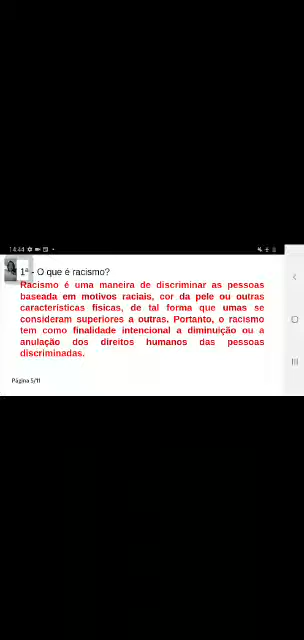 14:44
1ª - O que é racismo?
Racismo é uma maneira de discriminar as pessoas
baseada em motivos raciais, cor da pele ou outras
características físicas, de tal forma que umas se
consideram superiores a outras. Portanto, o racismo
tem como finalidade intencional a diminuição ou a
anulação dos direitos humanos das pessoas
discriminadas.
Página 5/11